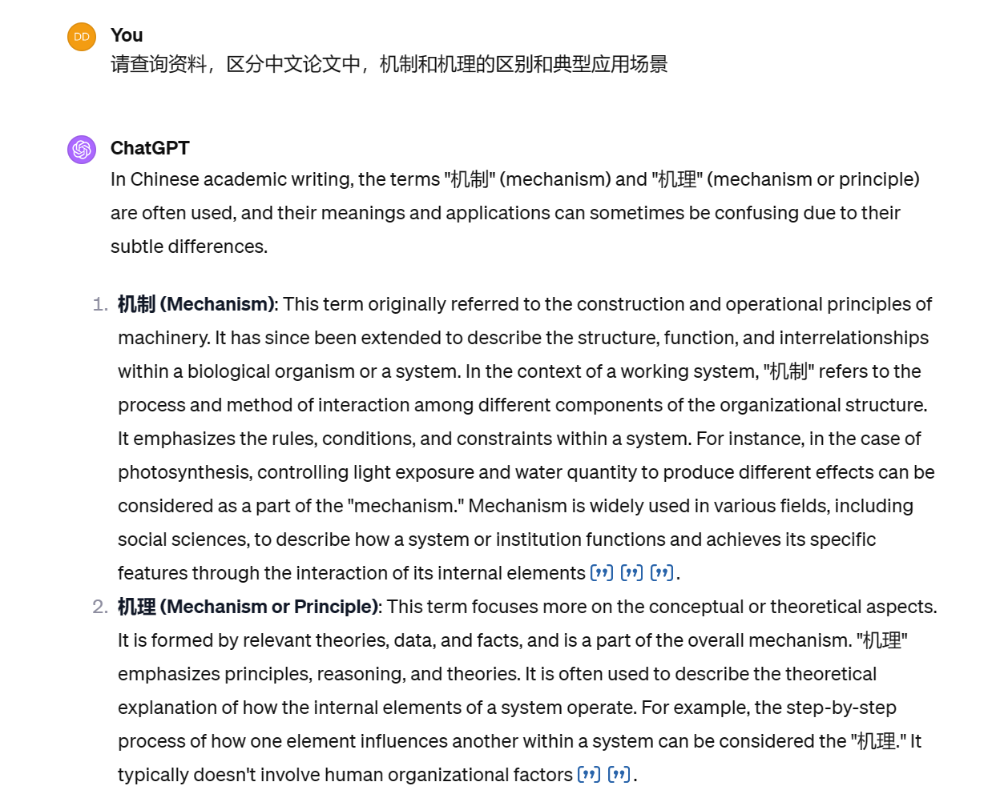 DD
You
请查询资料，区分中文论文中，机制和机理的区别和典型应用场景
ChatGPT
In Chinese academic writing, the terms "机制" (mechanism) and "机理" (mechanism or principle)
are often used, and their meanings and applications can sometimes be confusing due to their
subtle differences.
1. 机制 (Mechanism): This term originally referred to the construction and operational principles of
machinery. It has since been extended to describe the structure, function, and interrelationships
within a biological organism or a system. In the context of a working system, "机制" refers to the
process and method of interaction among different components of the organizational structure.
It emphasizes the rules, conditions, and constraints within a system. For instance, in the case of
photosynthesis, controlling light exposure and water quantity to produce different effects can be
considered as a part of the "mechanism." Mechanism is widely used in various fields, including
social sciences, to describe how a system or institution functions and achieves its specific
features through the interaction of its internal elements [❞] [❞] [❞].
2. 机理 (Mechanism or Principle): This term focuses more on the conceptual or theoretical aspects.
It is formed by relevant theories, data, and facts, and is a part of the overall mechanism. "机理"
emphasizes principles, reasoning, and theories. It is often used to describe the theoretical
explanation of how the internal elements of a system operate. For example, the step-by-step
process of how one element influences another within a system can be considered the "机理." It
typically doesn't involve human organizational factors [❞] [❞].